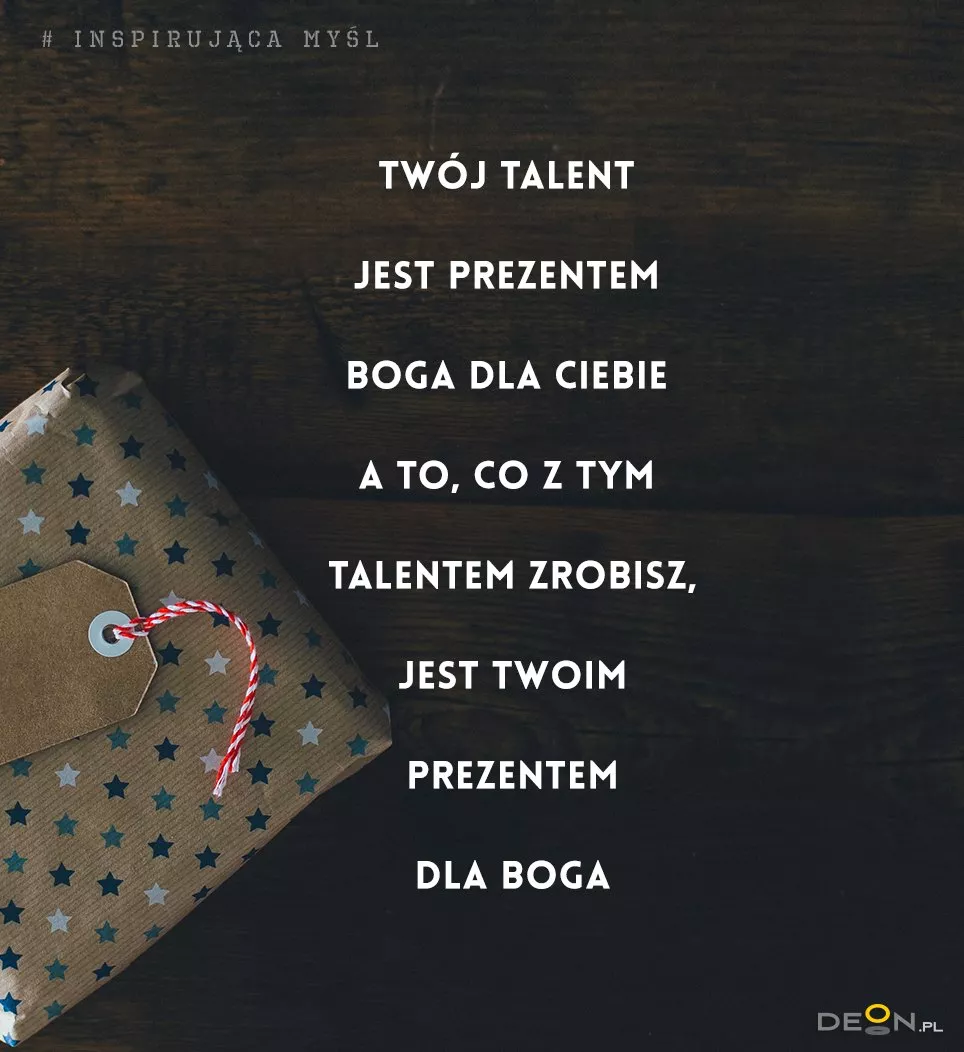 # INSPIRUJĄCA MYŚL
TWÓJ TALENT
JEST PREZENTEM
BOGA DLA CIEBIE
A TO, CO Z TYM
TALENTEM ZROBISZ,
JEST TWOIM
PREZENTEM
DLA BOGA
DEON.PL